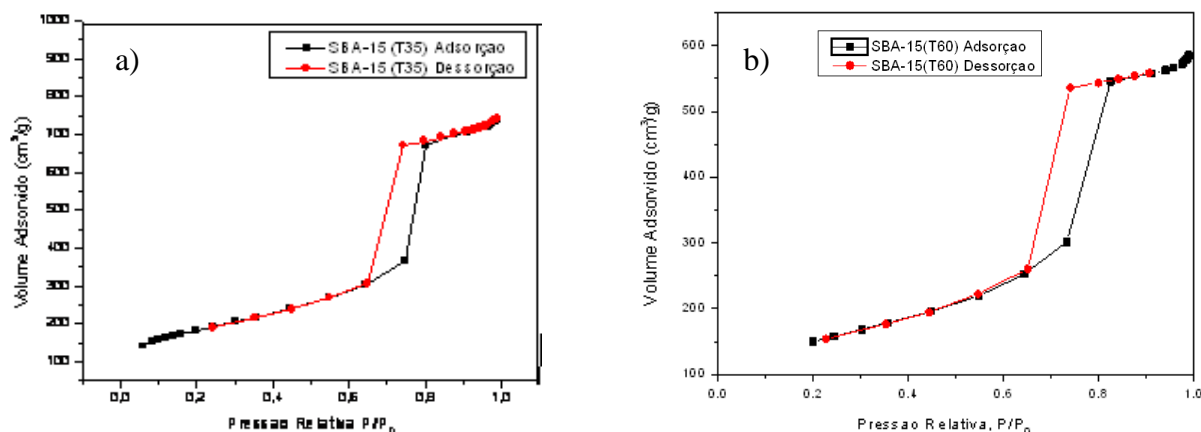 a)
SBA-15 (T35) Adsorçao
SBA-15 (T35) Dessorçao
Volume Adsorvido (cm³/g)
1000
900
800
700
600
500
400
300
200
100
0,0 0,2 0,4 0,6 0,8 1,0
Pressao Relativa P/P₀
b)
SBA-15(T60) Adsorçao
SBA-15(T60) Dessorçao
Volume Adsorvido (cm³/g)
600
500
400
300
200
100
0.0 0.2 0.4 0.6 0.8 1.0
Pressao Relativa, P/P₀